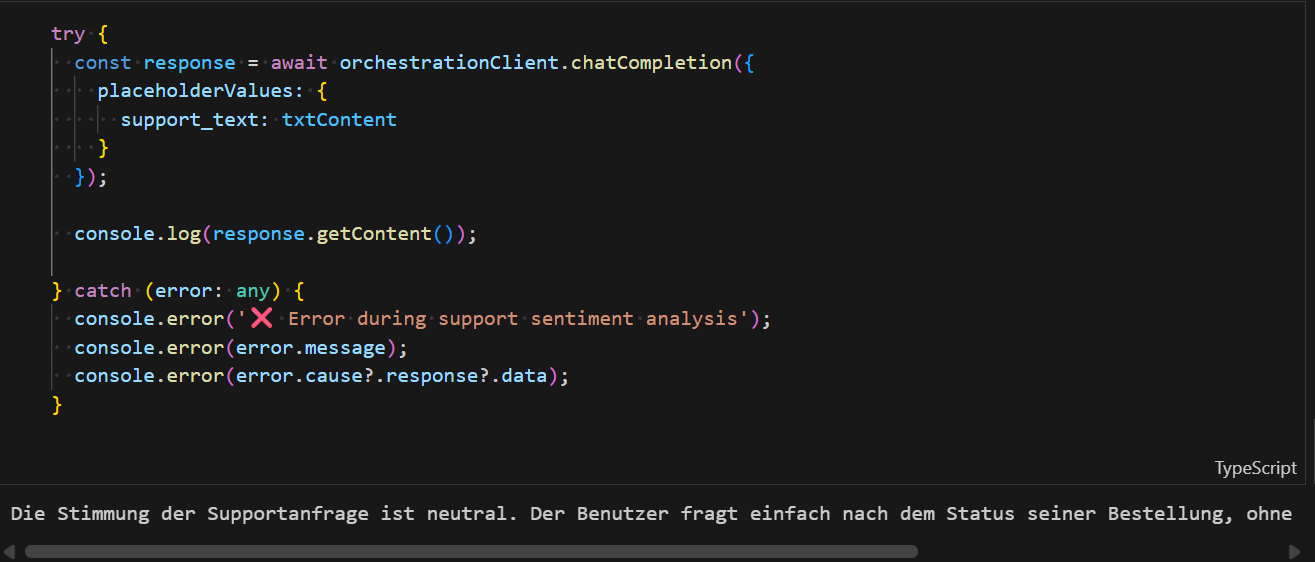 try {
  const response = await orchestrationClient.chatCompletion({
    placeholderValues: {
      support_text: txtContent
    }
  });
  console.log(response.getContent());
} catch (error: any) {
  console.error('❌ Error during support sentiment analysis');
  console.error(error.message);
  console.error(error.cause?.response?.data);
}
TypeScript
Die Stimmung der Supportanfrage ist neutral. Der Benutzer fragt einfach nach dem Status seiner Bestellung, ohne